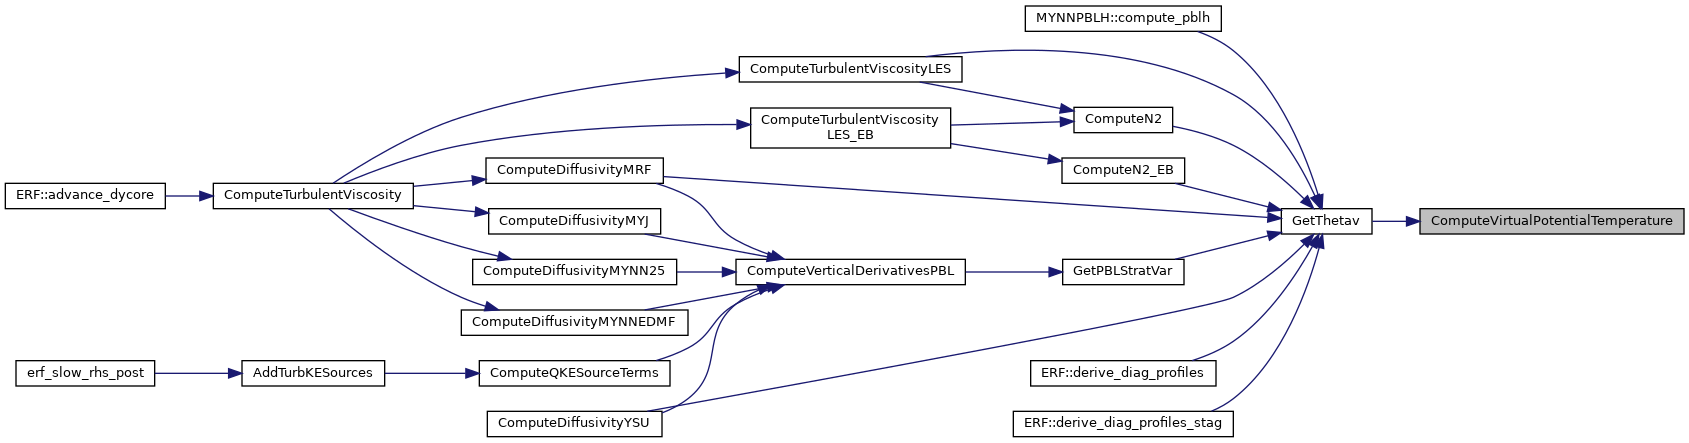 MYNNPBLH::compute_pblh
ComputeTurbulentViscosityLES
ComputeTurbulentViscosity
LES_EB
ComputeN2
ComputeDiffusivityMRF
ComputeN2_EB
ERF::advance_dycore
ComputeTurbulentViscosity
ComputeDiffusivityMYJ
GetThetav
ComputeVirtualPotentialTemperature
ComputeDiffusivityMYNN25
ComputeVerticalDerivativesPBL
GetPBLStratVar
ComputeDiffusivityMYNNEDMF
erf_slow_rhs_post
AddTurbKESources
ComputeQKESourceTerms
ERF::derive_diag_profiles
ComputeDiffusivityYSU
ERF::derive_diag_profiles_stag